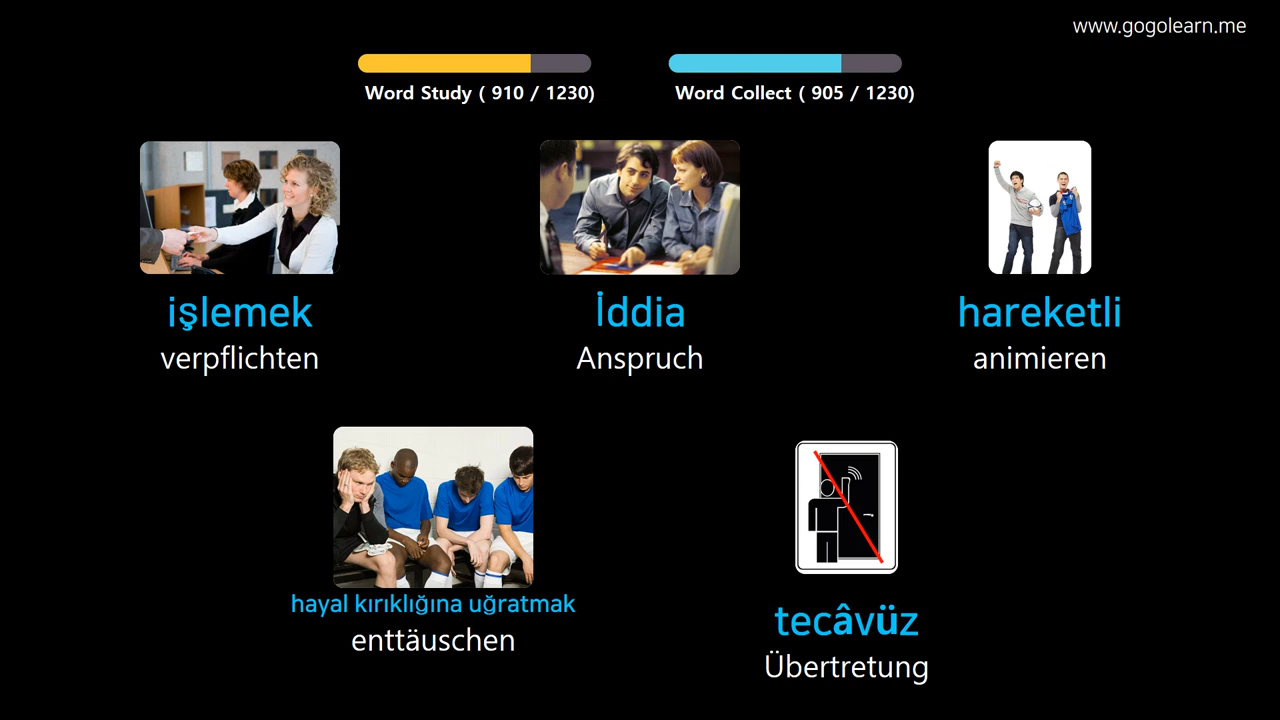 www.gogolearn.me
Word Study ( 910 / 1230)
Word Collect ( 905 / 1230)
işlemek
verpflichten
İddia
Anspruch
hareketli
animieren
hayal kırıklığına uğratmak
enttäuschen
tecâvüz
Übertretung